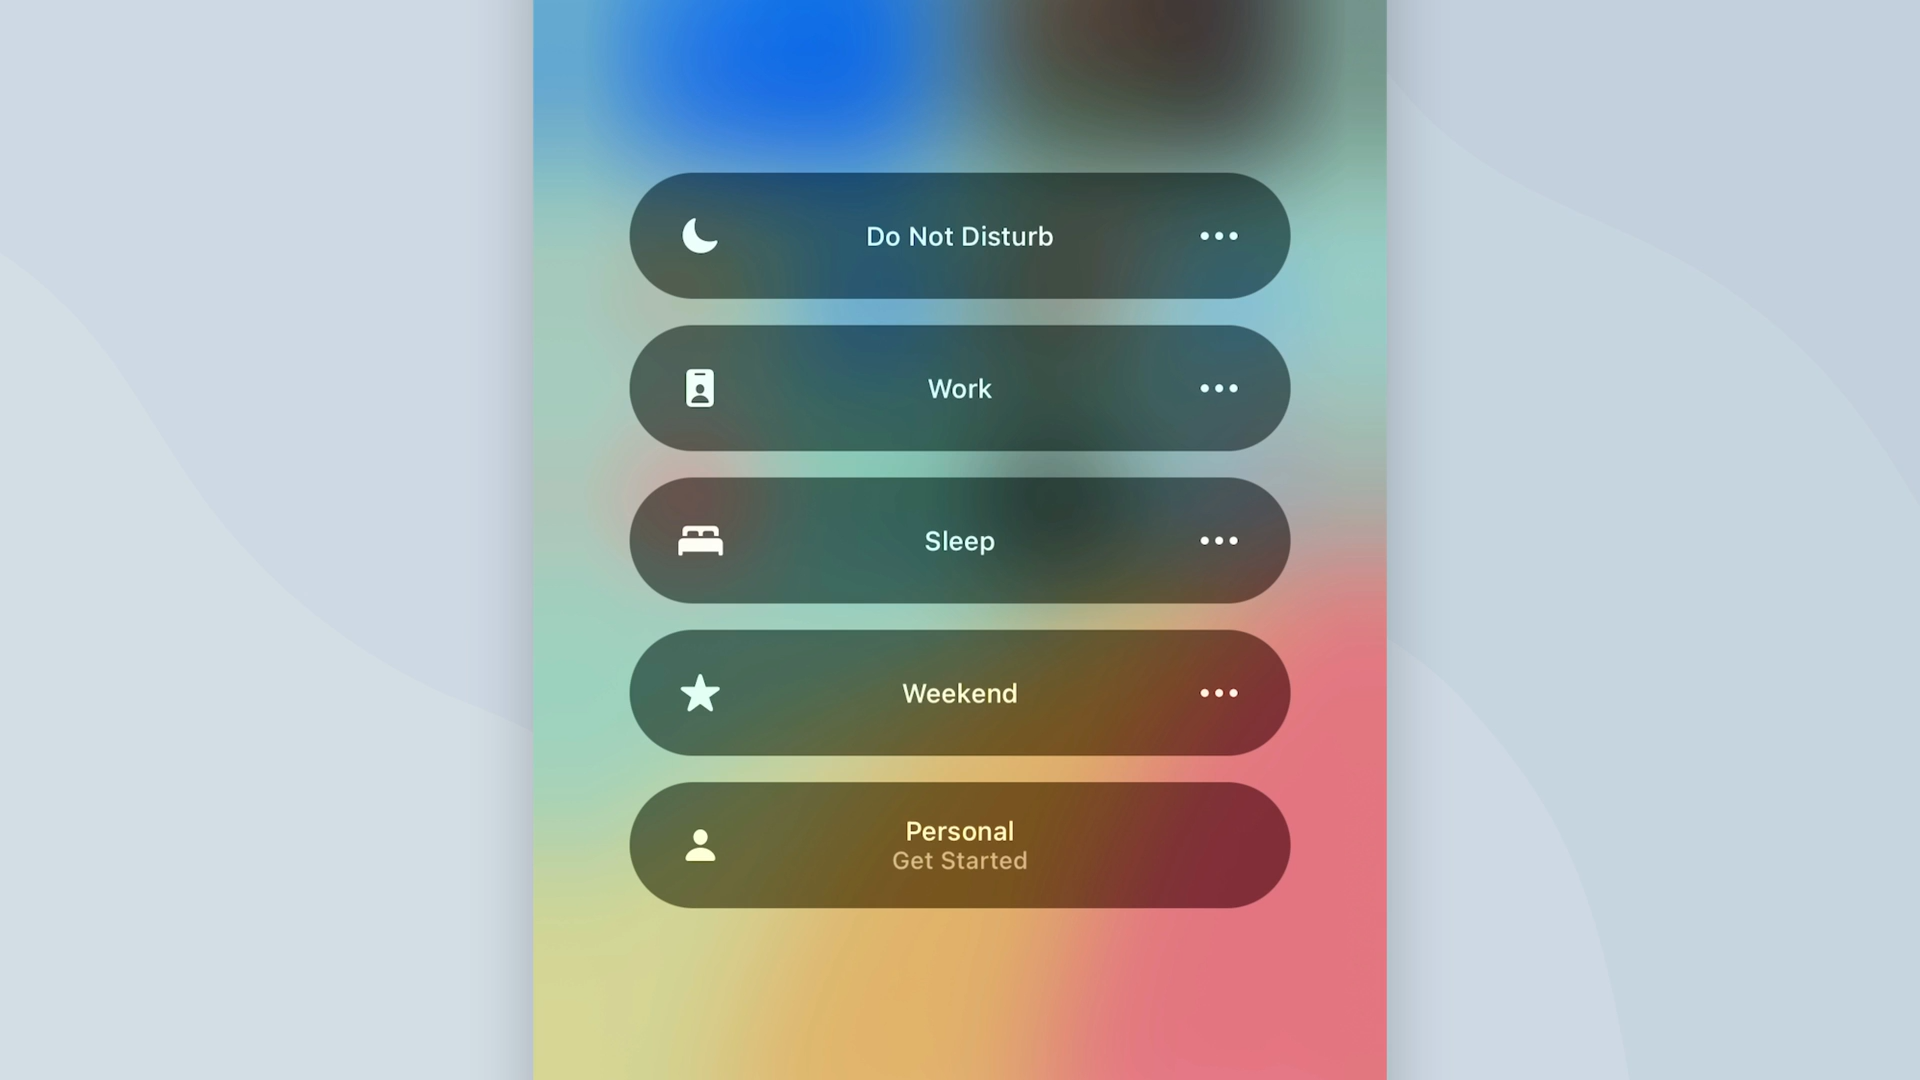 Do Not Disturb
Work
Sleep
Weekend
Personal
Get Started